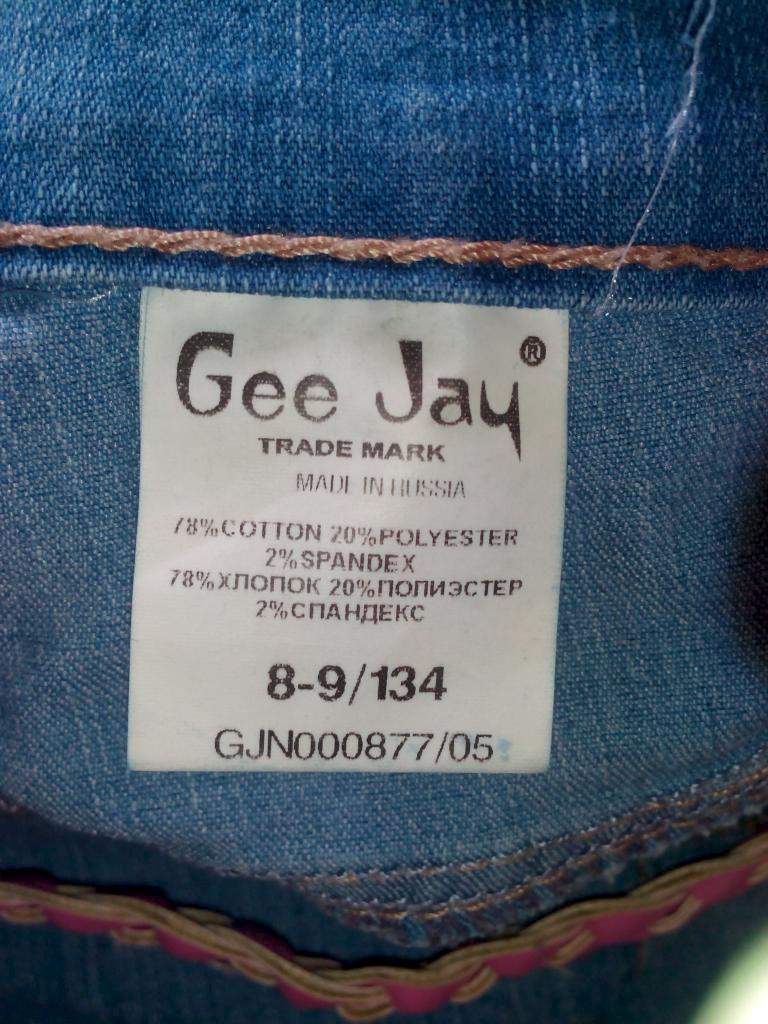 Gee Jay®
TRADE MARK
MADE IN RUSSIA
78%COTTON 20%POLYESTER
2%SPANDEX
78%ХЛОПОК 20%ПОЛИЭСТЕР
2%СПАНДЕКС
8-9/134
GJN000877/05